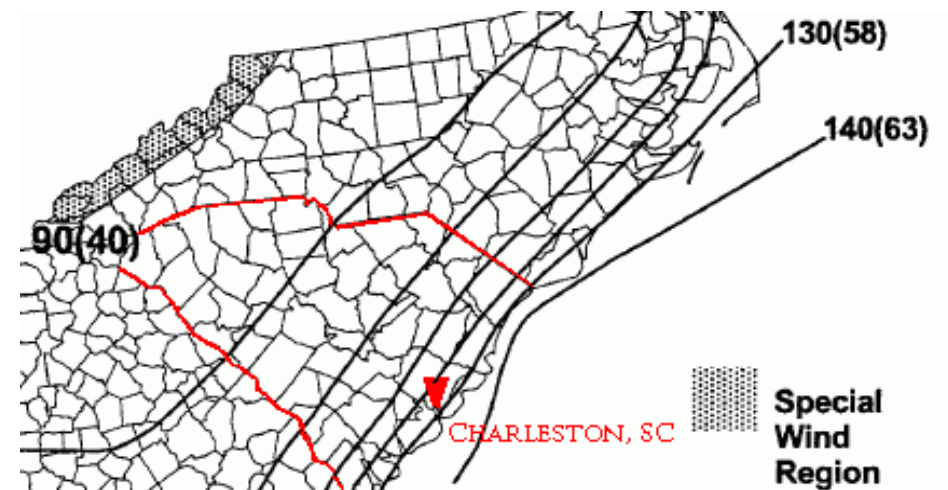 130(58)
140(63)
90(40)
CHARLESTON, SC
Special
Wind
Region